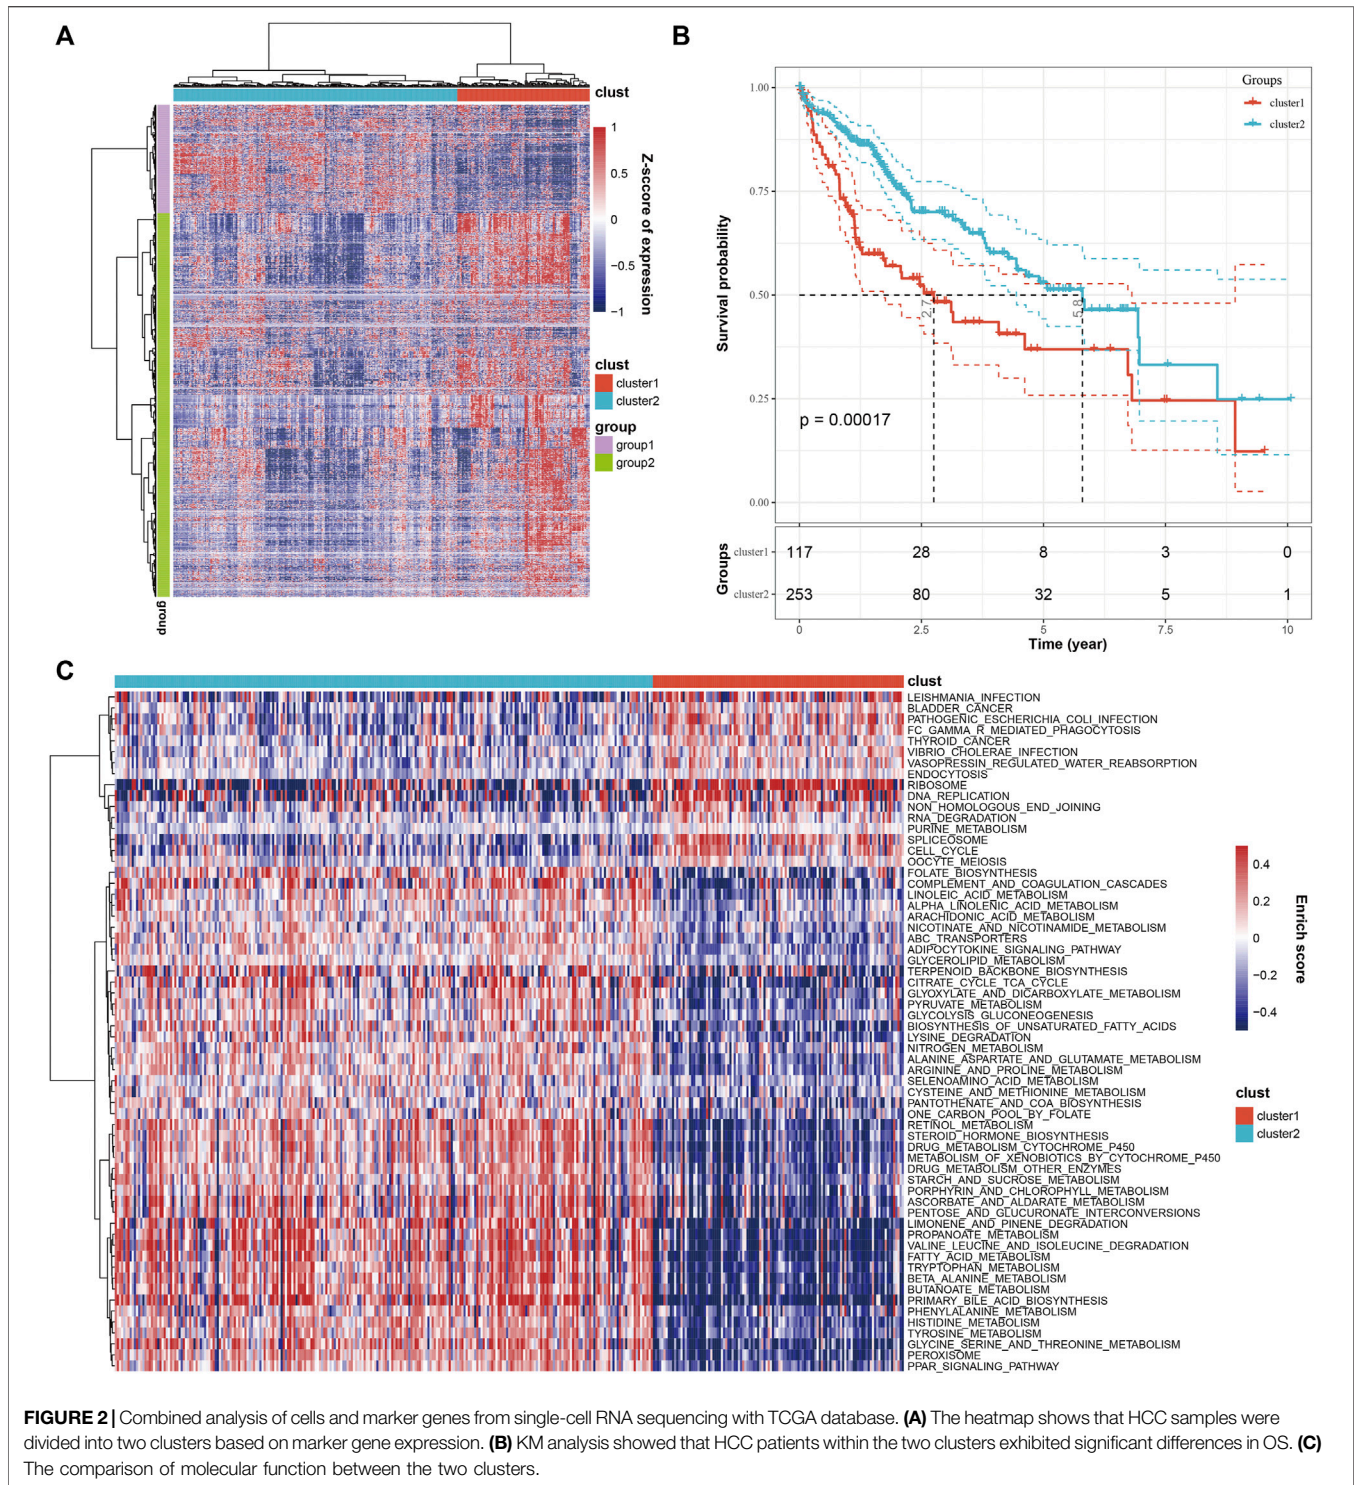 A
clust
1
0.5
0
−0.5
−1
Z-sccore of expression
clust
cluster1
cluster2
group
group1
group2
group
B
Groups
cluster1
cluster2
1.00
0.75
0.50
0.25
0.00
Survival probability
2.7
5.8
p = 0.00017
Groups
cluster1 117 28 8 3 0
cluster2 253 80 32 5 1
0 2.5 5 7.5 10
Time (year)
C
clust
LEISHMANIA_INFECTION
BLADDER_CANCER
PATHOGENIC_ESCHERICHIA_COLI_INFECTION
FC_GAMMA_R_MEDIATED_PHAGOCYTOSIS
THYROID_CANCER
VIBRIO_CHOLERAE_INFECTION
VASOPRESSIN_REGULATED_WATER_REABSORPTION
ENDOCYTOSIS
RIBOSOME
DNA_REPLICATION
NON_HOMOLOGOUS_END_JOINING
RNA_DEGRADATION
PURINE_METABOLISM
SPLICEOSOME
CELL_CYCLE
OOCYTE_MEIOSIS
FOLATE_BIOSYNTHESIS
COMPLEMENT_AND_COAGULATION_CASCADES
LINOLEIC_ACID_METABOLISM
ALPHA_LINOLENIC_ACID_METABOLISM
ARACHIDONIC_ACID_METABOLISM
NICOTINATE_AND_NICOTINAMIDE_METABOLISM
ABC_TRANSPORTERS
ADIPOCYTOKINE_SIGNALING_PATHWAY
GLYCEROLIPID_METABOLISM
TERPENOID_BACKBONE_BIOSYNTHESIS
CITRATE_CYCLE_TCA_CYCLE
GLYOXYLATE_AND_DICARBOXYLATE_METABOLISM
PYRUVATE_METABOLISM
GLYCOLYSIS_GLUCONEOGENESIS
BIOSYNTHESIS_OF_UNSATURATED_FATTY_ACIDS
LYSINE_DEGRADATION
NITROGEN_METABOLISM
ALANINE_ASPARTATE_AND_GLUTAMATE_METABOLISM
ARGININE_AND_PROLINE_METABOLISM
SELENOAMINO_ACID_METABOLISM
CYSTEINE_AND_METHIONINE_METABOLISM
PANTOTHENATE_AND_COA_BIOSYNTHESIS
ONE_CARBON_POOL_BY_FOLATE
RETINOL_METABOLISM
STEROID_HORMONE_BIOSYNTHESIS
DRUG_METABOLISM_CYTOCHROME_P450
METABOLISM_OF_XENOBIOTICS_BY_CYTOCHROME_P450
DRUG_METABOLISM_OTHER_ENZYMES
STARCH_AND_SUCROSE_METABOLISM
PORPHYRIN_AND_CHLOROPHYLL_METABOLISM
ASCORBATE_AND_ALDARATE_METABOLISM
PENTOSE_AND_GLUCURONATE_INTERCONVERSIONS
LIMONENE_AND_PINENE_DEGRADATION
PROPANOATE_METABOLISM
VALINE_LEUCINE_AND_ISOLEUCINE_DEGRADATION
FATTY_ACID_METABOLISM
TRYPTOPHAN_METABOLISM
BETA_ALANINE_METABOLISM
BUTANOATE_METABOLISM
PRIMARY_BILE_ACID_BIOSYNTHESIS
PHENYLALANINE_METABOLISM
HISTIDINE_METABOLISM
TYROSINE_METABOLISM
GLYCINE_SERINE_AND_THREONINE_METABOLISM
PEROXISOME
PPAR_SIGNALING_PATHWAY
0.4
0.2
0
−0.2
−0.4
Enrich score
clust
cluster1
cluster2
FIGURE 2 | Combined analysis of cells and marker genes from single-cell RNA sequencing with TCGA database. (A) The heatmap shows that HCC samples were
divided into two clusters based on marker gene expression. (B) KM analysis showed that HCC patients within the two clusters exhibited significant differences in OS. (C)
The comparison of molecular function between the two clusters.